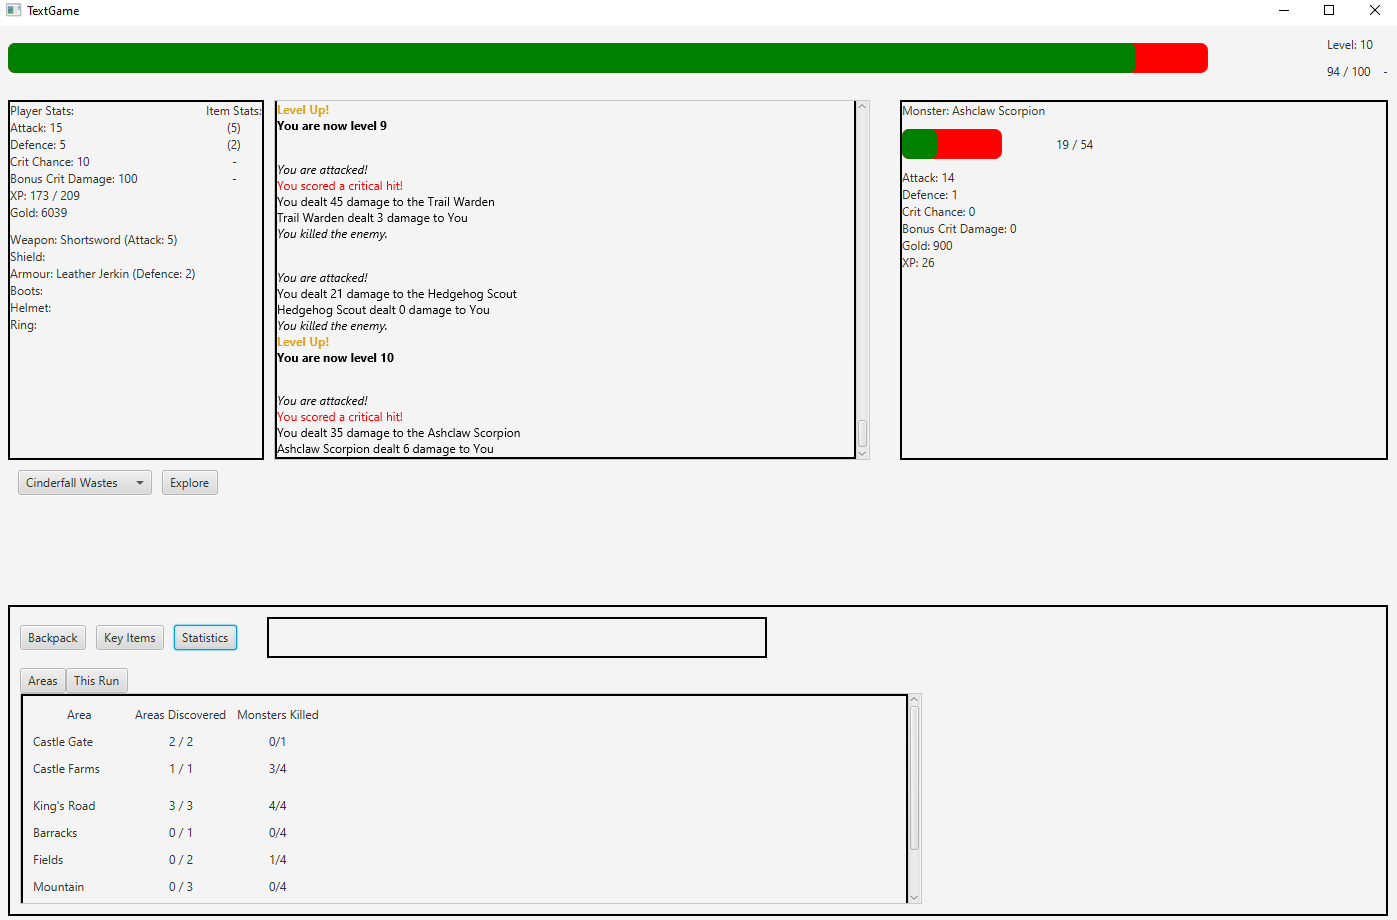 TextGame
Level: 10
94 / 100 -
Player Stats: Item Stats:
Attack: 15 (5)
Defence: 5 (2)
Crit Chance: 10 -
Bonus Crit Damage: 100 -
XP: 173 / 209
Gold: 6039
Weapon: Shortsword (Attack: 5)
Shield:
Armour: Leather Jerkin (Defence: 2)
Boots:
Helmet:
Ring:
Level Up!
You are now level 9
You are attacked!
You scored a critical hit!
You dealt 45 damage to the Trail Warden
Trail Warden dealt 3 damage to You
You killed the enemy.
You are attacked!
You dealt 21 damage to the Hedgehog Scout
Hedgehog Scout dealt 0 damage to You
You killed the enemy.
Level Up!
You are now level 10
You are attacked!
You scored a critical hit!
You dealt 35 damage to the Ashclaw Scorpion
Ashclaw Scorpion dealt 6 damage to You
Monster: Ashclaw Scorpion
19 / 54
Attack: 14
Defence: 1
Crit Chance: 0
Bonus Crit Damage: 0
Gold: 900
XP: 26
Cinderfall Wastes Explore
Backpack Key Items Statistics
Areas This Run
Area Areas Discovered Monsters Killed
Castle Gate 2 / 2 0/1
Castle Farms 1 / 1 3/4
King's Road 3 / 3 4/4
Barracks 0 / 1 0/4
Fields 0 / 2 1/4
Mountain 0 / 3 0/4